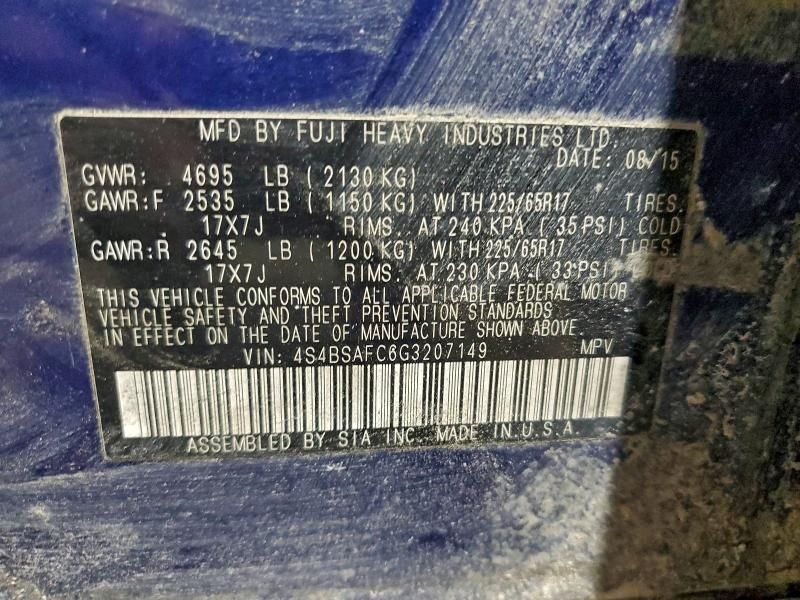 MFD BY FUJI HEAVY INDUSTRIES LTD.
DATE: 08/15
GVWR: 4695 LB ( 2130 KG)
GAWR:F 2535 LB ( 1150 KG) WITH 225/65R17 TIRES.
17X7J RIMS. AT 240 KPA ( 35 PSI) COLD
GAWR:R 2645 LB ( 1200 KG) WITH 225/65R17 TIRES.
17X7J RIMS. AT 230 KPA ( 33 PSI)
THIS VEHICLE CONFORMS TO ALL APPLICABLE FEDERAL MOTOR
VEHICLE SAFETY AND THEFT PREVENTION STANDARDS
IN EFFECT ON THE DATE OF MANUFACTURE SHOWN ABOVE.
VIN: 4S4BSAFC6G3207149 MPV
ASSEMBLED BY SIA INC. MADE IN U.S.A.